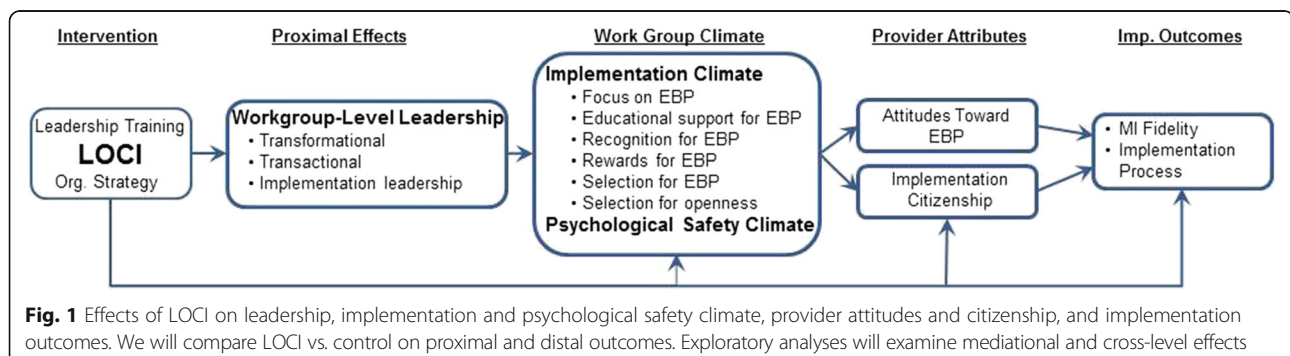 Intervention
Proximal Effects
Work Group Climate
Provider Attributes
Imp. Outcomes
Leadership Training
LOCI
Org. Strategy
Workgroup-Level Leadership
• Transformational
• Transactional
• Implementation leadership
Implementation Climate
• Focus on EBP
• Educational support for EBP
• Recognition for EBP
• Rewards for EBP
• Selection for EBP
• Selection for openness
Psychological Safety Climate
Attitudes Toward
EBP
Implementation
Citizenship
• MI Fidelity
• Implementation
Process
Fig. 1 Effects of LOCI on leadership, implementation and psychological safety climate, provider attitudes and citizenship, and implementation
outcomes. We will compare LOCI vs. control on proximal and distal outcomes. Exploratory analyses will examine mediational and cross-level effects